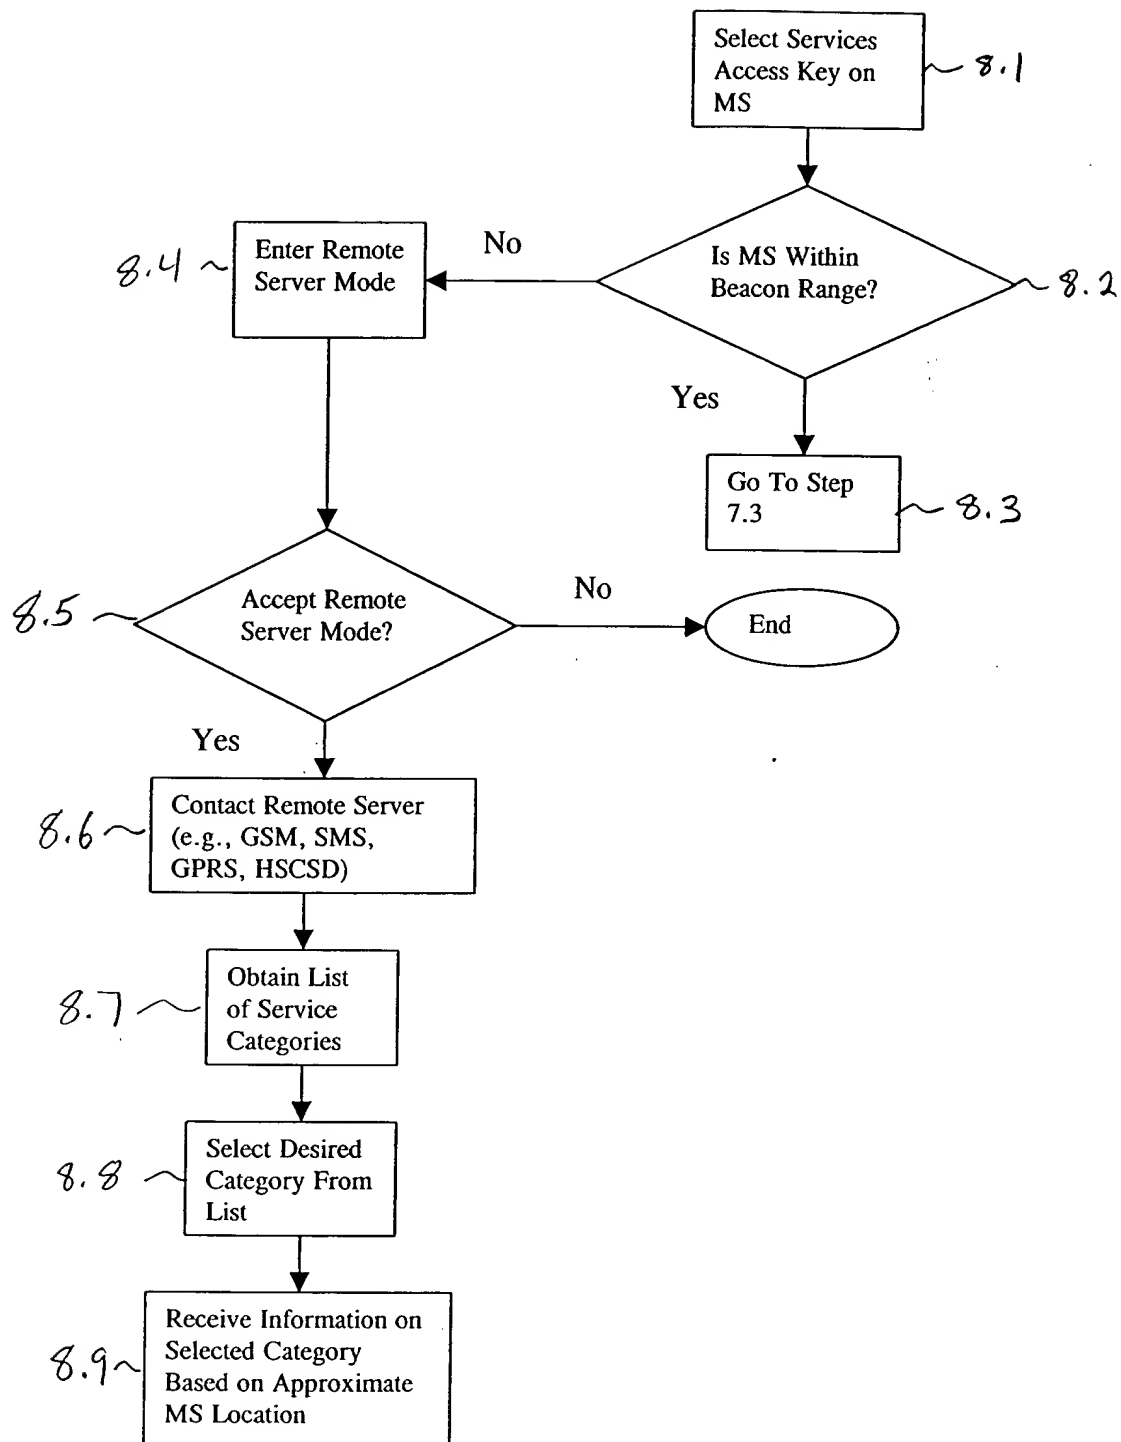 Select Services
Access Key on
MS
8.1
Is MS Within
Beacon Range?
8.2
No
Enter Remote
Server Mode
8.4
Yes
Go To Step
7.3
8.3
Accept Remote
Server Mode?
8.5
No
End
Yes
Contact Remote Server
(e.g., GSM, SMS,
GPRS, HSCSD)
8.6
Obtain List
of Service
Categories
8.7
Select Desired
Category From
List
8.8
Receive Information on
Selected Category
Based on Approximate
MS Location
8.9